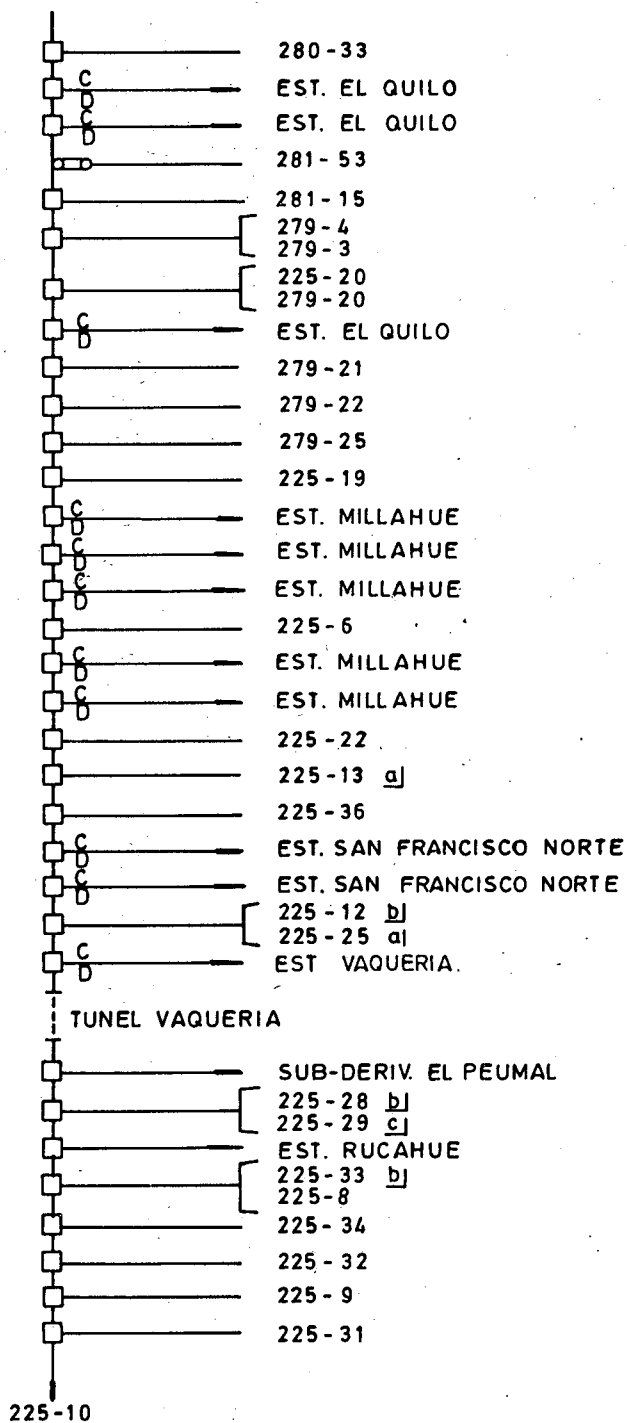 280-33
C
D
EST. EL QUILO
C
D
EST. EL QUILO
281-53
281-15
279-4
279-3
225-20
279-20
C
D
EST. EL QUILO
279-21
279-22
279-25
225-19
C
D
EST. MILLAHUE
C
D
EST. MILLAHUE
C
D
EST. MILLAHUE
225-6
C
D
EST. MILLAHUE
C
D
EST. MILLAHUE
225-22
225-13 a
225-36
C
D
EST. SAN FRANCISCO NORTE
C
D
EST. SAN FRANCISCO NORTE
225-12 b
225-25 a
C
D
EST VAQUERIA.
TUNEL VAQUERIA
SUB-DERIV. EL PEUMAL
225-28 b
225-29 c
EST. RUCAHUE
225-33 b
225-8
225-34
225-32
225-9
225-31
225-10